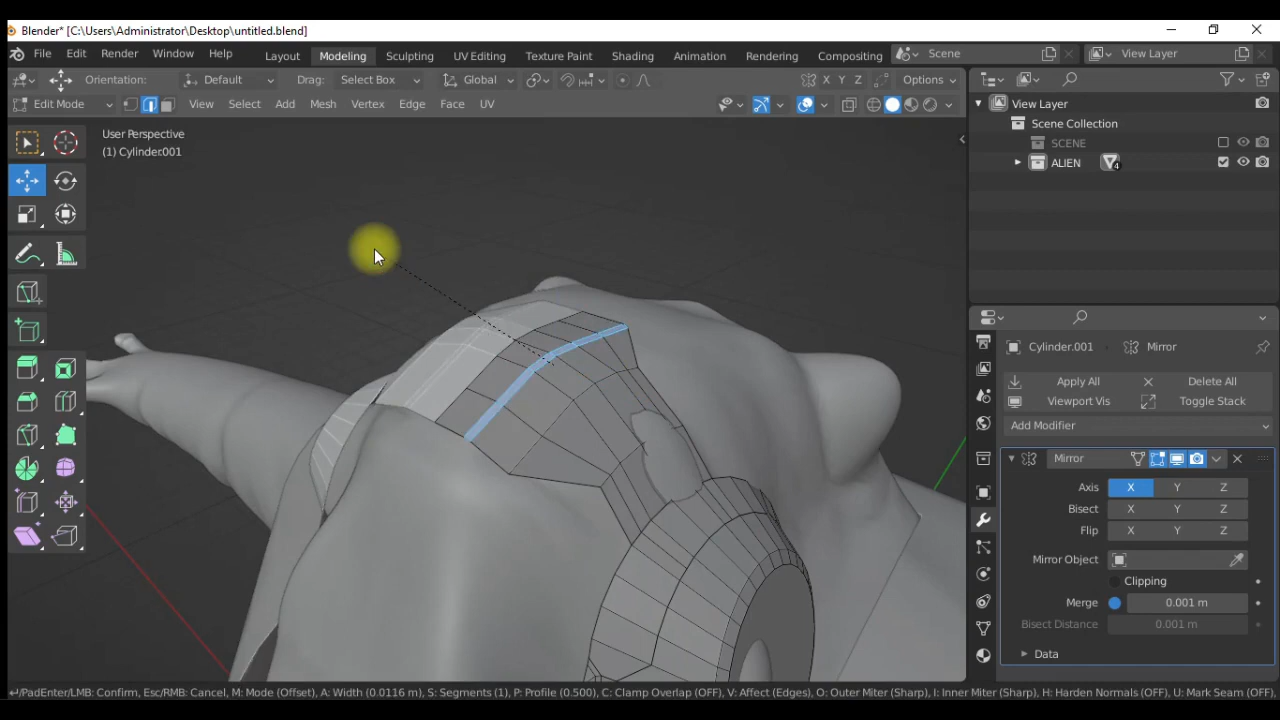 Blender* [C:\Users\Administrator\Desktop\untitled.blend]
File Edit Render Window Help Layout Modeling Sculpting UV Editing Texture Paint Shading Animation Rendering Compositing Scene View Layer
Orientation: Default Drag: Select Box Global X Y Z Options
Edit Mode View Select Add Mesh Vertex Edge Face UV
User Perspective
(1) Cylinder.001
View Layer
Scene Collection
SCENE
ALIEN 4
Cylinder.001 Mirror
Apply All Delete All
Viewport Vis Toggle Stack
Add Modifier
Mirror
Axis X Y Z
Bisect X Y Z
Flip X Y Z
Mirror Object
Clipping
Merge 0.001 m
Bisect Distance 0.001 m
Data
/PadEnter/LMB: Confirm, Esc/RMB: Cancel, M: Mode (Offset), A: Width (0.0116 m), S: Segments (1), P: Profile (0.500), C: Clamp Overlap (OFF), V: Affect (Edges), O: Outer Miter (Sharp), I: Inner Miter (Sharp), H: Harden Normals (OFF), U: Mark Seam (OFF),